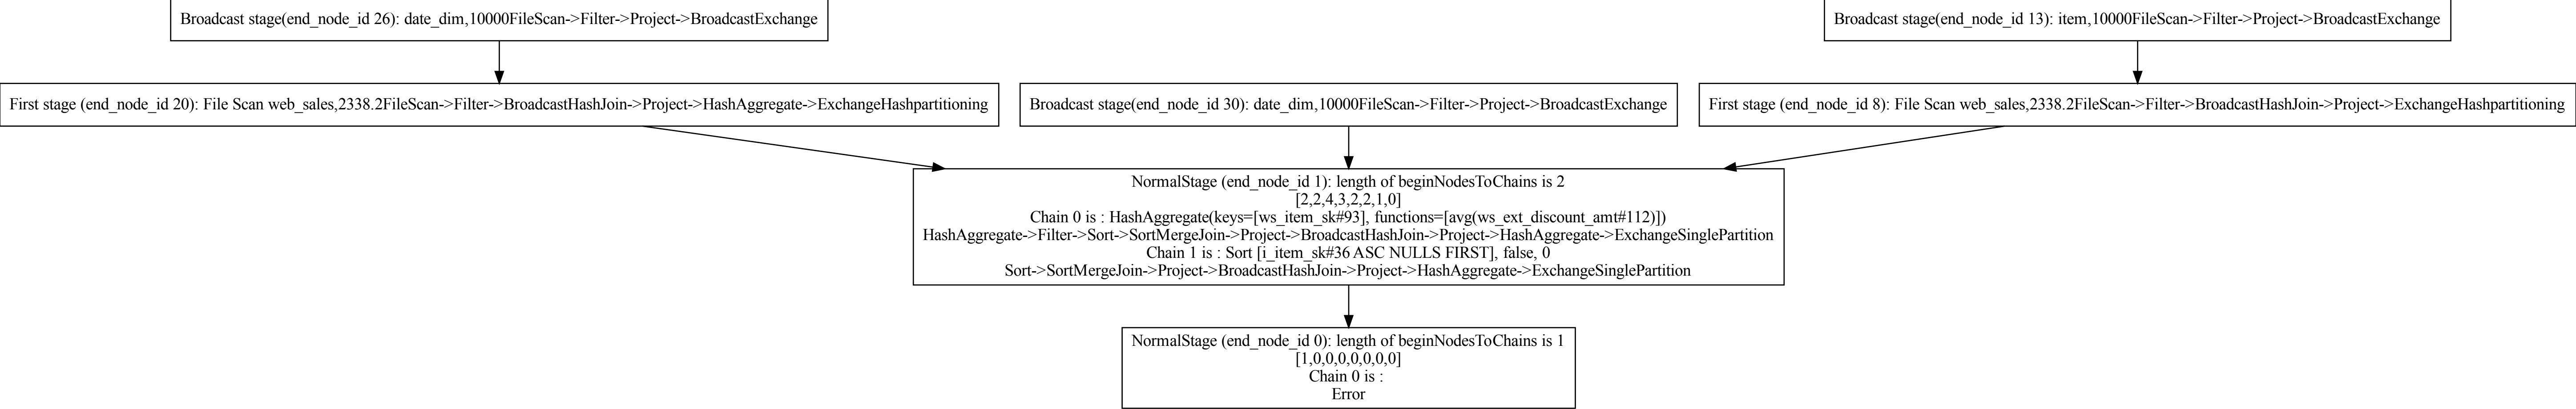 Broadcast stage(end_node_id 26): date_dim,10000FileScan->Filter->Project->BroadcastExchange
Broadcast stage(end_node_id 13): item,10000FileScan->Filter->Project->BroadcastExchange
First stage (end_node_id 20): File Scan web_sales,2338.2FileScan->Filter->BroadcastHashJoin->Project->HashAggregate->ExchangeHashpartitioning
Broadcast stage(end_node_id 30): date_dim,10000FileScan->Filter->Project->BroadcastExchange
First stage (end_node_id 8): File Scan web_sales,2338.2FileScan->Filter->BroadcastHashJoin->Project->ExchangeHashpartitioning
NormalStage (end_node_id 1): length of beginNodesToChains is 2
[2,2,4,3,2,2,1,0]
Chain 0 is : HashAggregate(keys=[ws_item_sk#93], functions=[avg(ws_ext_discount_amt#112)])
HashAggregate->Filter->Sort->SortMergeJoin->Project->BroadcastHashJoin->Project->HashAggregate->ExchangeSinglePartition
Chain 1 is : Sort [i_item_sk#36 ASC NULLS FIRST], false, 0
Sort->SortMergeJoin->Project->BroadcastHashJoin->Project->HashAggregate->ExchangeSinglePartition
NormalStage (end_node_id 0): length of beginNodesToChains is 1
[1,0,0,0,0,0,0,0]
Chain 0 is :
Error